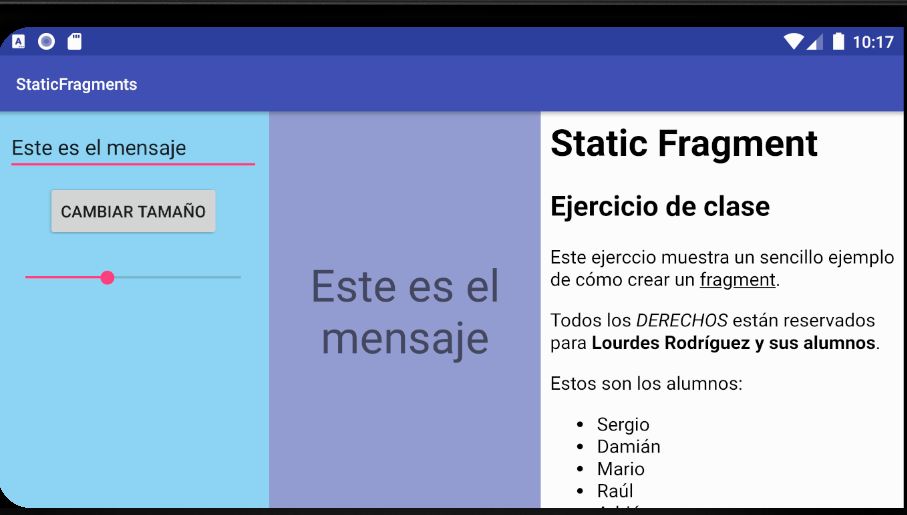 10:17
StaticFragments
Este es el mensaje
CAMBIAR TAMAÑO
Este es el
mensaje
Static Fragment
Ejercicio de clase
Este ejerccio muestra un sencillo ejemplo
de cómo crear un fragment.
Todos los DERECHOS están reservados
para Lourdes Rodríguez y sus alumnos.
Estos son los alumnos:
• Sergio
• Damián
• Mario
• Raúl